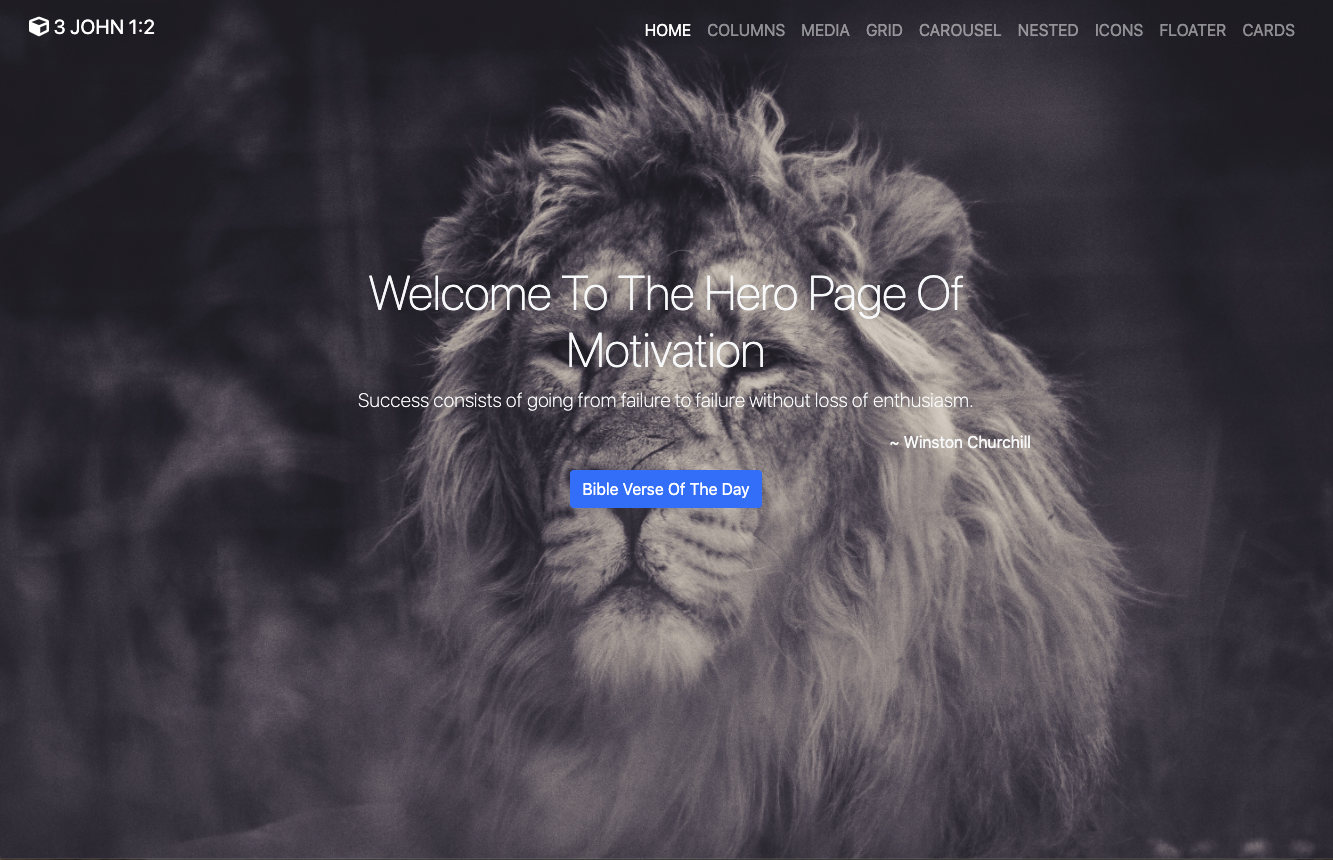 3 JOHN 1:2
HOME COLUMNS MEDIA GRID CAROUSEL NESTED ICONS FLOATER CARDS
Welcome To The Hero Page Of
Motivation
Success consists of going from failure to failure without loss of enthusiasm.
~ Winston Churchill
Bible Verse Of The Day